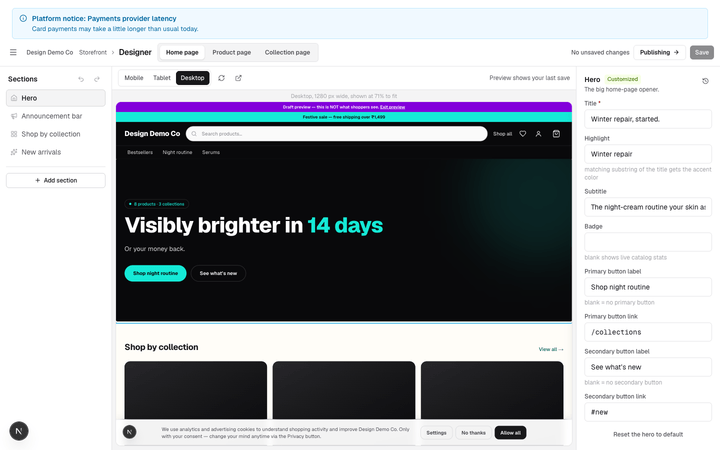 Platform notice: Payments provider latency
Card payments may take a little longer than usual today.
Design Demo Co Storefront Designer Home page Product page Collection page
No unsaved changes Publishing → Save
Sections
Hero
Announcement bar
Shop by collection
New arrivals
+ Add section
Mobile Tablet Desktop
Preview shows your last save
Desktop, 1280 px wide, shown at 71% to fit
Draft preview — this is NOT what shoppers see. Exit preview
Festive sale — free shipping over ₹1,499
Design Demo Co
Search products...
Shop all
Bestsellers Night routine Serums
8 products · 3 collections
Visibly brighter in 14 days
Or your money back.
Shop night routine See what's new
Shop by collection
View all →
We use analytics and advertising cookies to understand shopping activity and improve Design Demo Co. Only
with your consent — change your mind anytime via the Privacy button.
Settings No thanks Allow all
N
N
Hero Customized
The big home-page opener.
Title *
Winter repair, started.
Highlight
Winter repair
matching substring of the title gets the accent
color
Subtitle
The night-cream routine your skin as
Badge
blank shows live catalog stats
Primary button label
Shop night routine
blank = no primary button
Primary button link
/collections
Secondary button label
See what's new
blank = no secondary button
Secondary button link
#new
Reset the hero to default